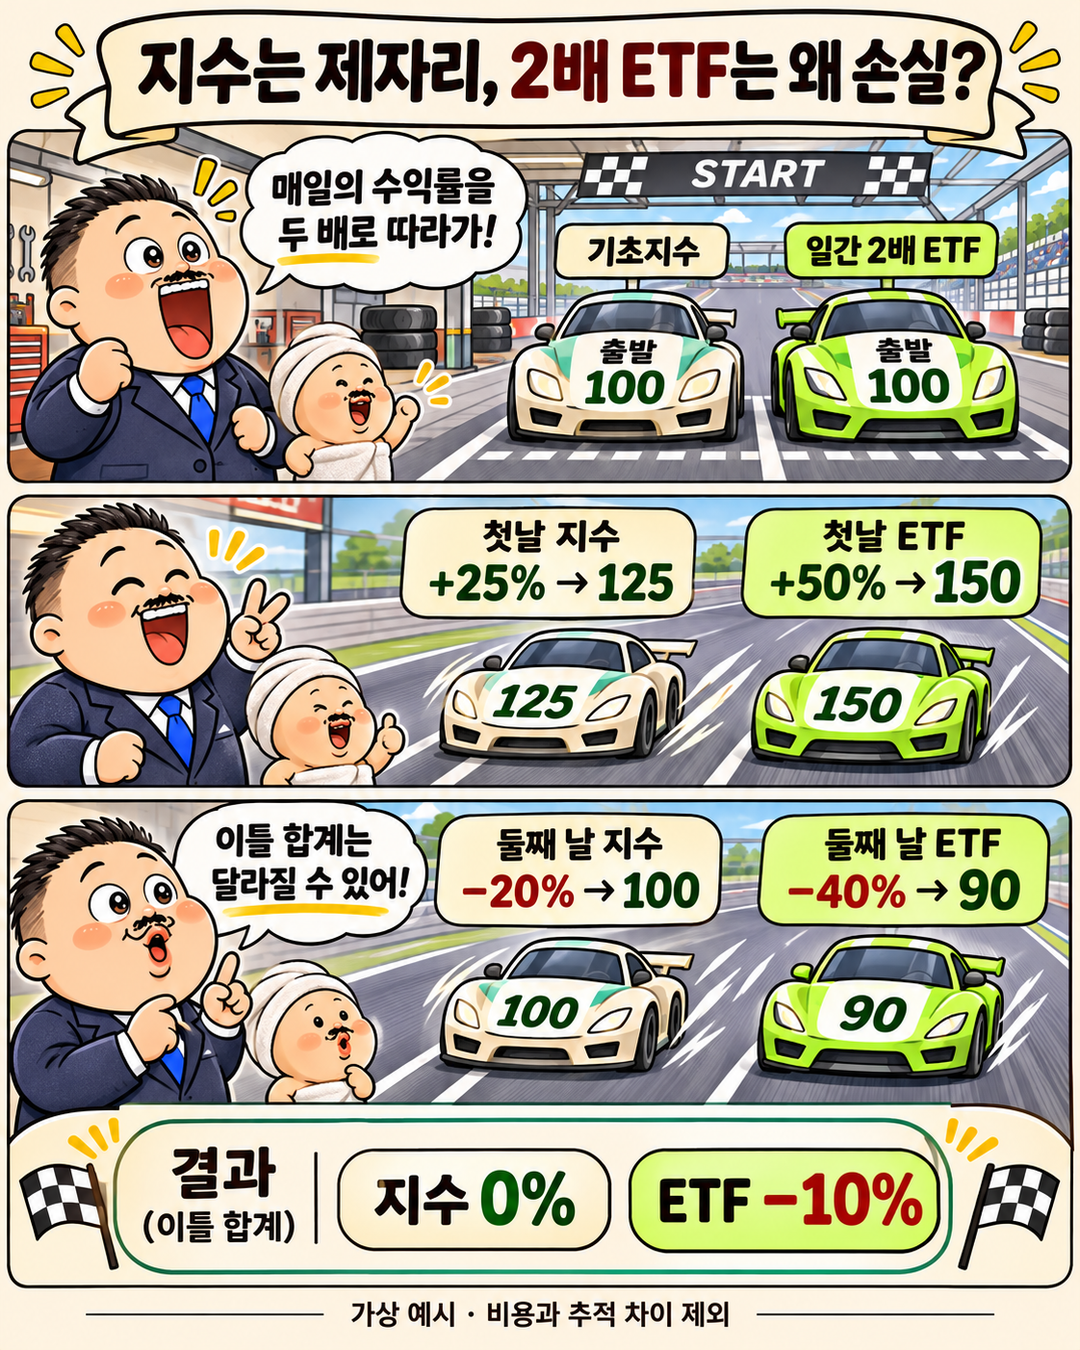 지수는 제자리, 2배 ETF는 왜 손실?
매일의 수익률을
두 배로 따라가!
START
기초지수
일간 2배 ETF
출발
100
출발
100
첫날 지수
+25% → 125
첫날 ETF
+50% → 150
125
150
이틀 합계는
달라질 수 있어!
둘째 날 지수
−20% → 100
둘째 날 ETF
−40% → 90
100
90
결과
(이틀 합계)
지수 0%
ETF −10%
가상 예시 · 비용과 추적 차이 제외